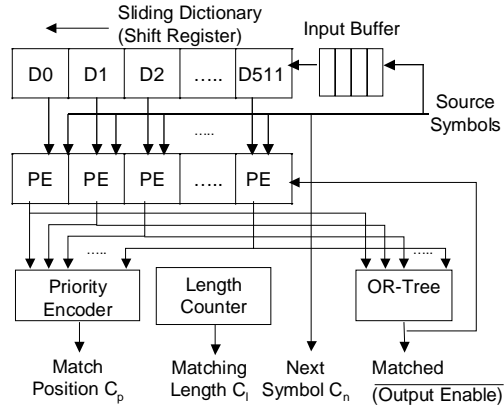 Sliding Dictionary
(Shift Register)
Input Buffer
D0 D1 D2 ..... D511
Source
Symbols
.....
PE PE PE ..... PE
.....
.....
Priority
Encoder
Length
Counter
OR-Tree
Match
Position Cp
Matching
Length Cl
Next
Symbol Cn
Matched
(Output Enable)